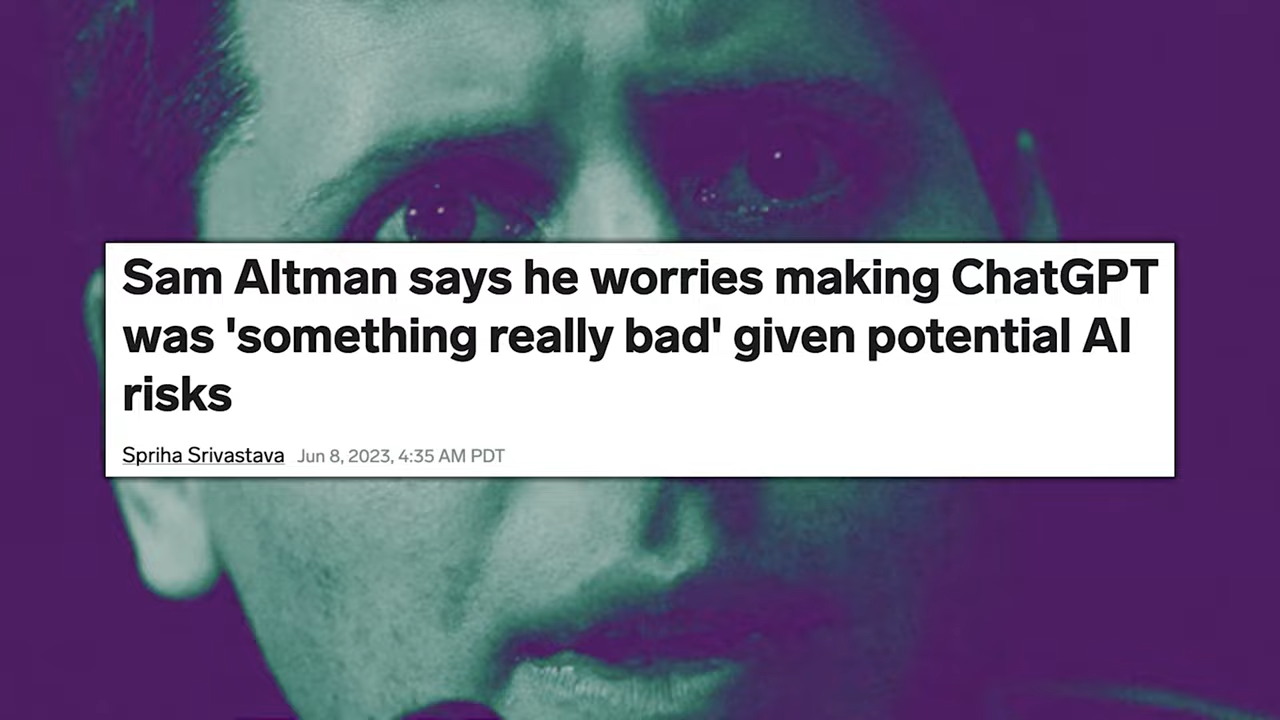 Sam Altman says he worries making ChatGPT
was 'something really bad' given potential AI
risks
Spriha Srivastava Jun 8, 2023, 4:35 AM PDT